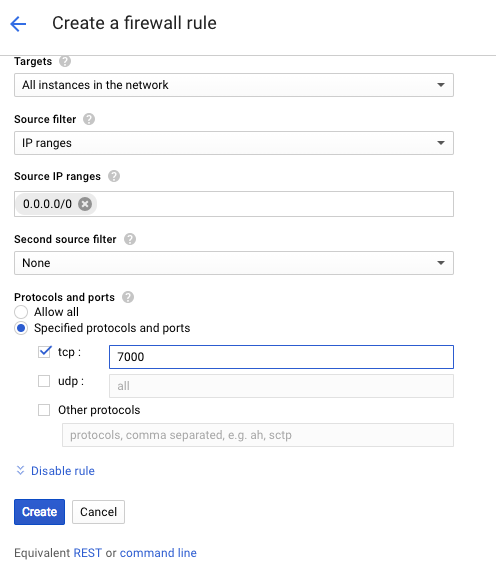 Create a firewall rule
Targets ?
All instances in the network
Source filter ?
IP ranges
Source IP ranges ?
0.0.0.0/0
Second source filter ?
None
Protocols and ports ?
Allow all
Specified protocols and ports
tcp : 7000
udp : all
Other protocols
protocols, comma separated, e.g. ah, sctp
Disable rule
Create Cancel
Equivalent REST or command line